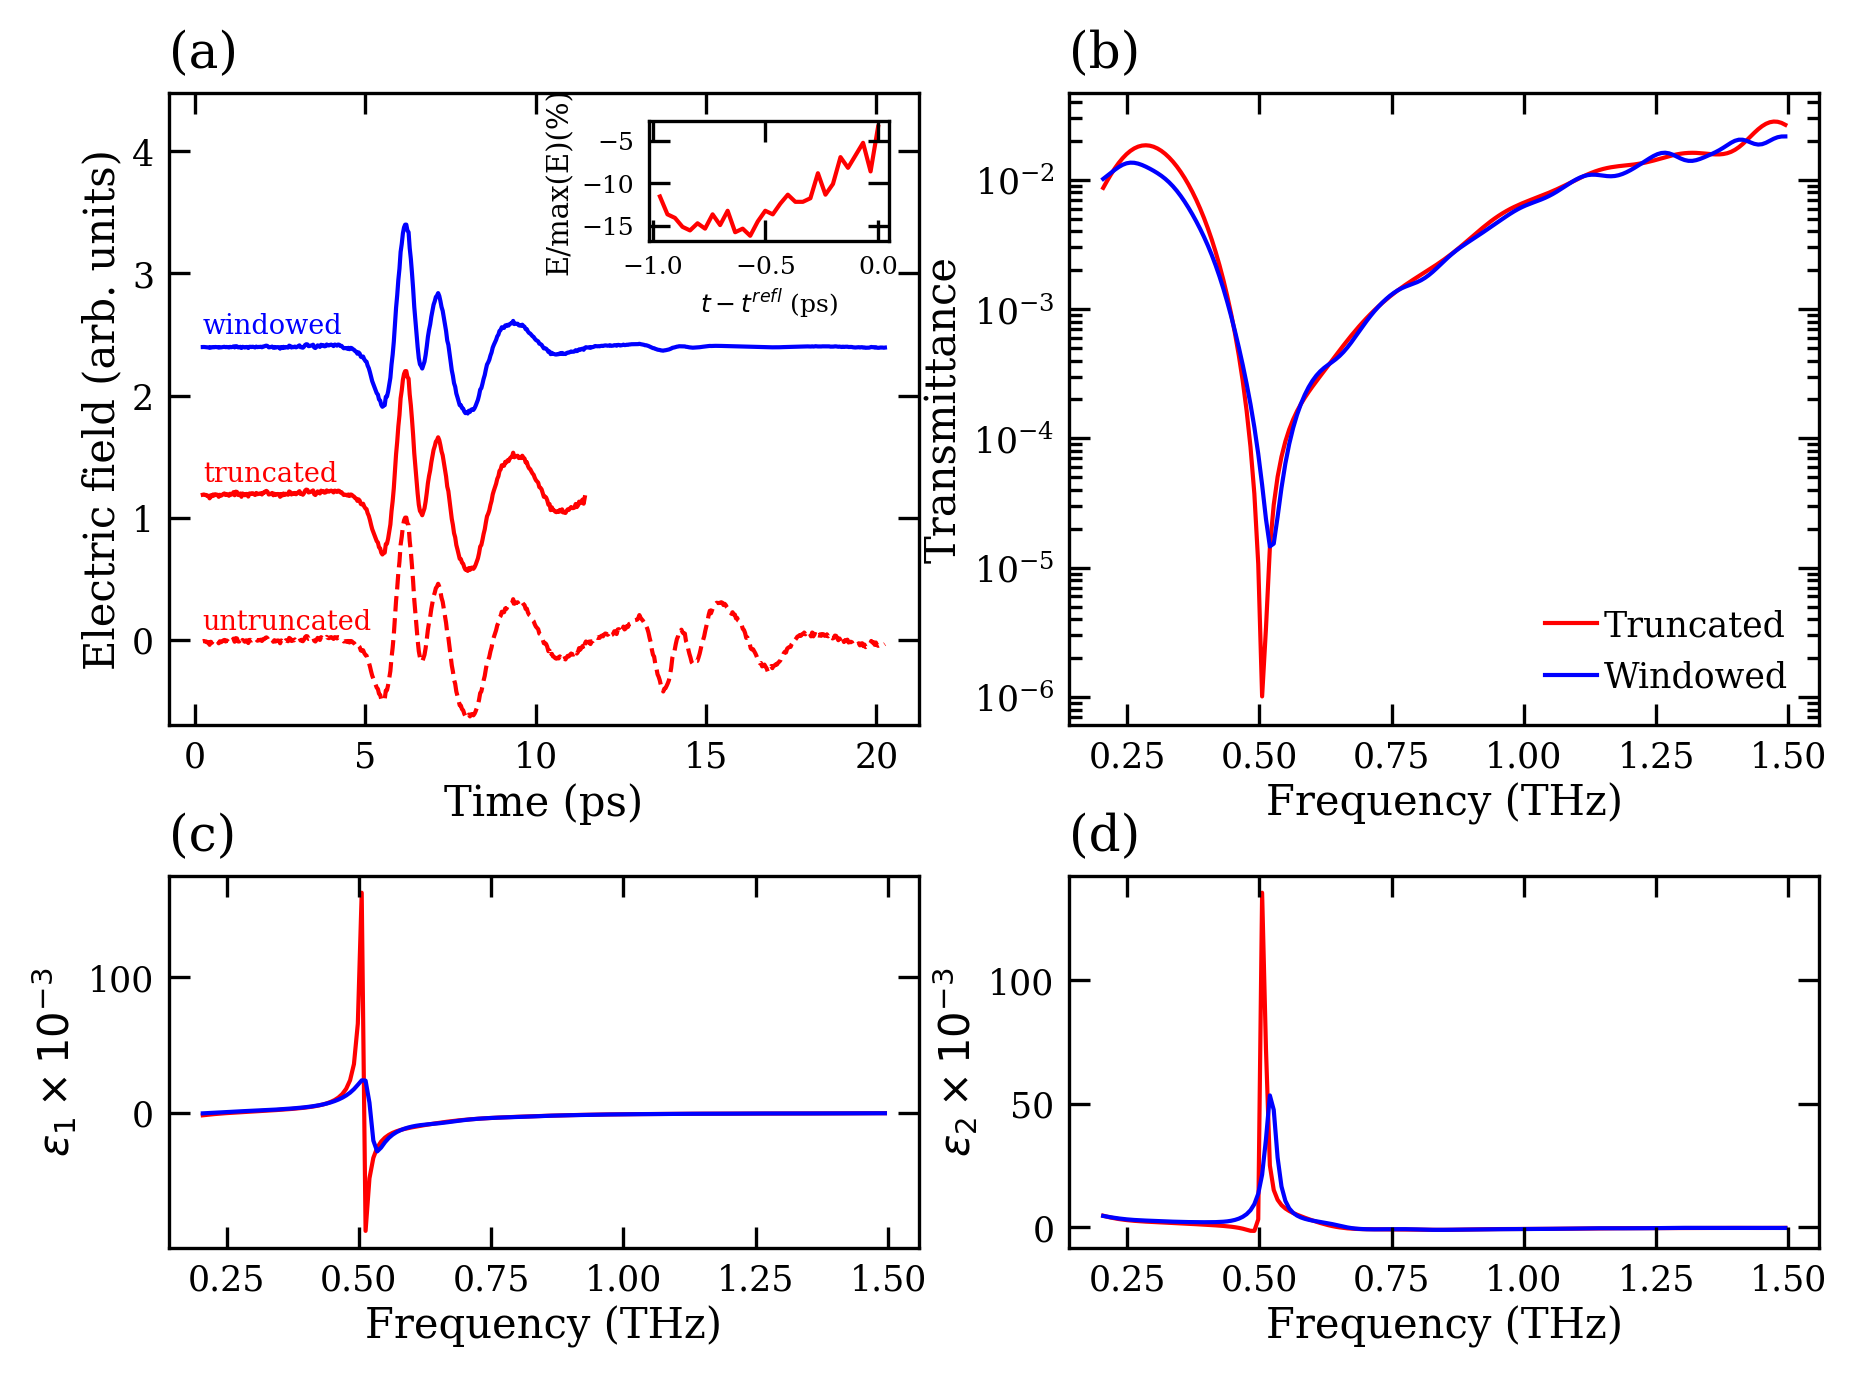 (a)
Electric field (arb. units)
4
3
2
1
0
windowed
truncated
untruncated
E/max(E)(%)
−5
−10
−15
−1.0 −0.5 0.0
t − t^{refl} (ps)
0 5 10 15 20
Time (ps)
(b)
Transmittance
10^{-2}
10^{-3}
10^{-4}
10^{-5}
10^{-6}
Truncated
Windowed
0.25 0.50 0.75 1.00 1.25 1.50
Frequency (THz)
(c)
ε_1 × 10^{-3}
100
0
0.25 0.50 0.75 1.00 1.25 1.50
Frequency (THz)
(d)
ε_2 × 10^{-3}
100
50
0
0.25 0.50 0.75 1.00 1.25 1.50
Frequency (THz)